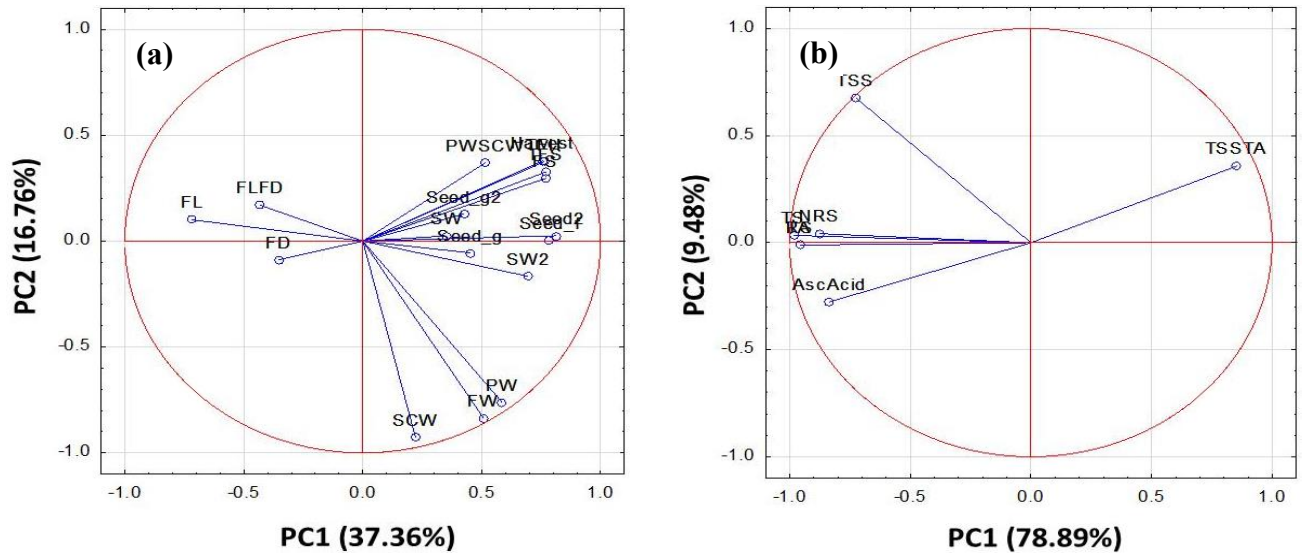 (a)
PC2 (16.76%)
1.0
0.5
0.0
-0.5
-1.0
PWSCW
Harvest
FLFD
FL
FD
Seed_g2
SW
Seed_g
Seed2
SW2
PW
FW
SCW
-1.0 -0.5 0.0 0.5 1.0
PC1 (37.36%)
(b)
PC2 (9.48%)
1.0
0.5
0.0
-0.5
-1.0
TSS
TSSTA
NRS
AscAcid
-1.0 -0.5 0.0 0.5 1.0
PC1 (78.89%)